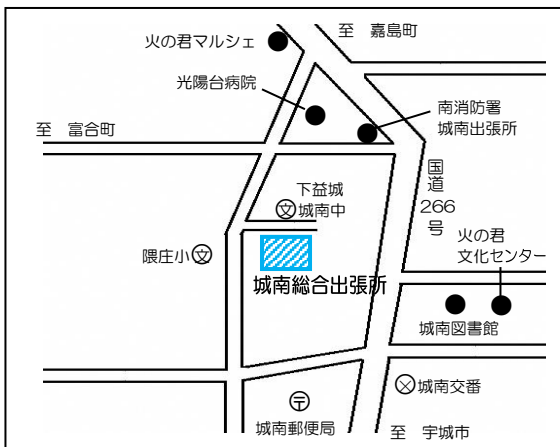 至 嘉島町
火の君マルシェ
光陽台病院
南消防署
城南出張所
至 富合町
国道
266
号
下益城
文城南中
火の君
文化センター
隈庄小文
城南総合出張所
城南図書館
城南交番
〒
城南郵便局
至 宇城市